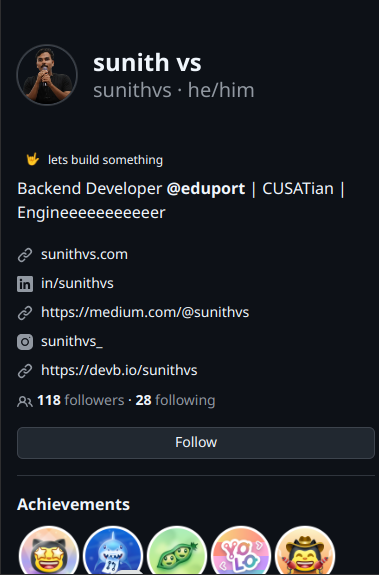 sunith vs
sunithvs · he/him
🤟 lets build something
Backend Developer @eduport | CUSATian |
Engineeeeeeeeeeer
sunithvs.com
in/sunithvs
https://medium.com/@sunithvs
sunithvs_
https://devb.io/sunithvs
118 followers · 28 following
Follow
Achievements
YOLO